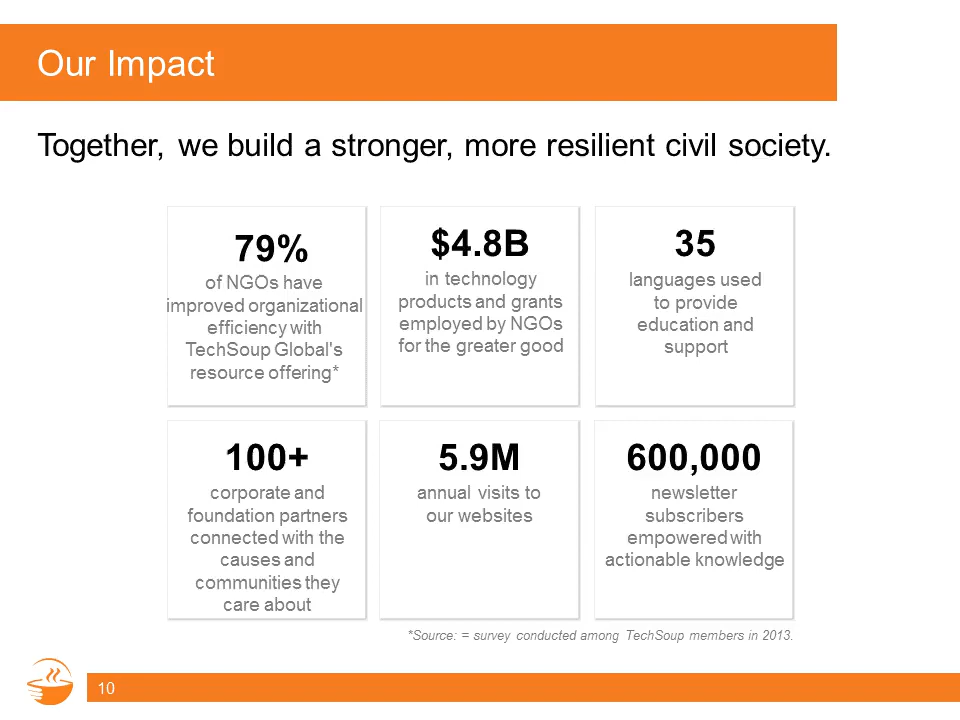 Our Impact
Together, we build a stronger, more resilient civil society.
79%
of NGOs have
improved organizational
efficiency with
TechSoup Global's
resource offering*
$4.8B
in technology
products and grants
employed by NGOs
for the greater good
35
languages used
to provide
education and
support
100+
corporate and
foundation partners
connected with the
causes and
communities they
care about
5.9M
annual visits to
our websites
600,000
newsletter
subscribers
empowered with
actionable knowledge
*Source: = survey conducted among TechSoup members in 2013.
10